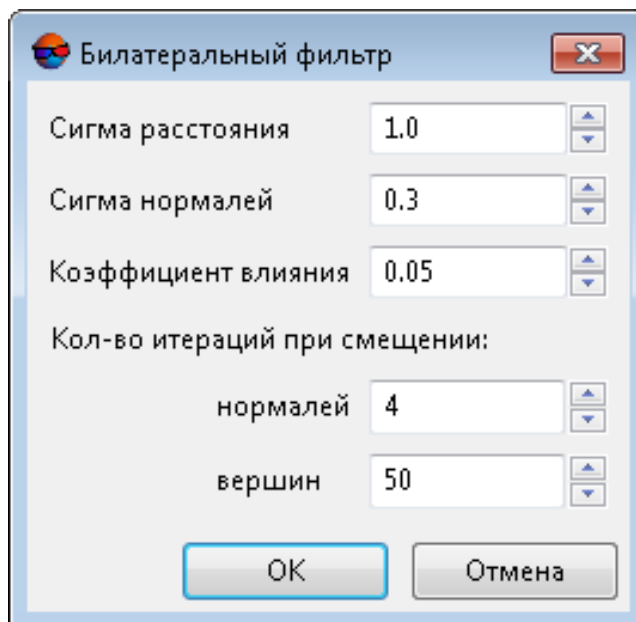 Билатеральный фильтр
Сигма расстояния 1.0
Сигма нормалей 0.3
Коэффициент влияния 0.05
Кол-во итераций при смещении:
нормалей 4
вершин 50
OK Отмена